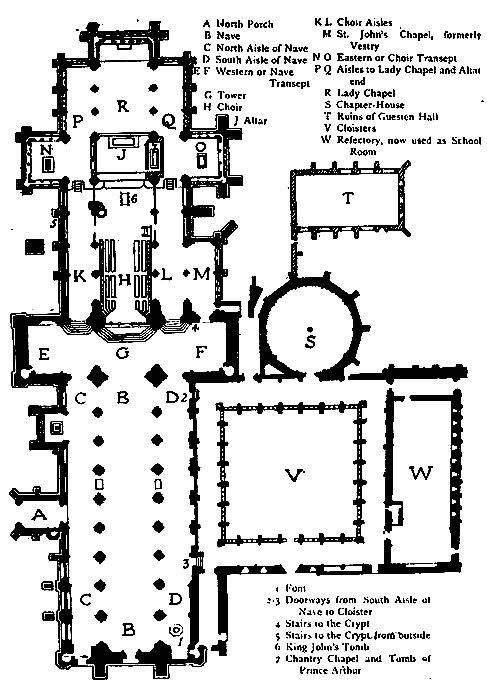 A North Porch
B Nave
C North Aisle of Nave
D South Aisle of Nave
E F Western or Nave
Transept
G Tower
H Choir
J Altar
K L Choir Aisles
M St. John's Chapel, formerly
Vestry
N O Eastern or Choir Transept
P Q Aisles to Lady Chapel and Altar
end
R Lady Chapel
S Chapter-House
T Ruins of Guesten Hall
V Cloisters
W Refectory, now used as School
Room
R
P
Q
N
J
O
6
5
T
K
H
L
M
S
E
G
F
4
C
B
D
2
V
W
A
3
C
D
B
1
1 Font
2·3 Doorways from South Aisle of
Nave to Cloister
4 Stairs to the Crypt
5 Stairs to the Crypt from outside
6 King John's Tomb
7 Chantry Chapel and Tomb of
Prince Arthur